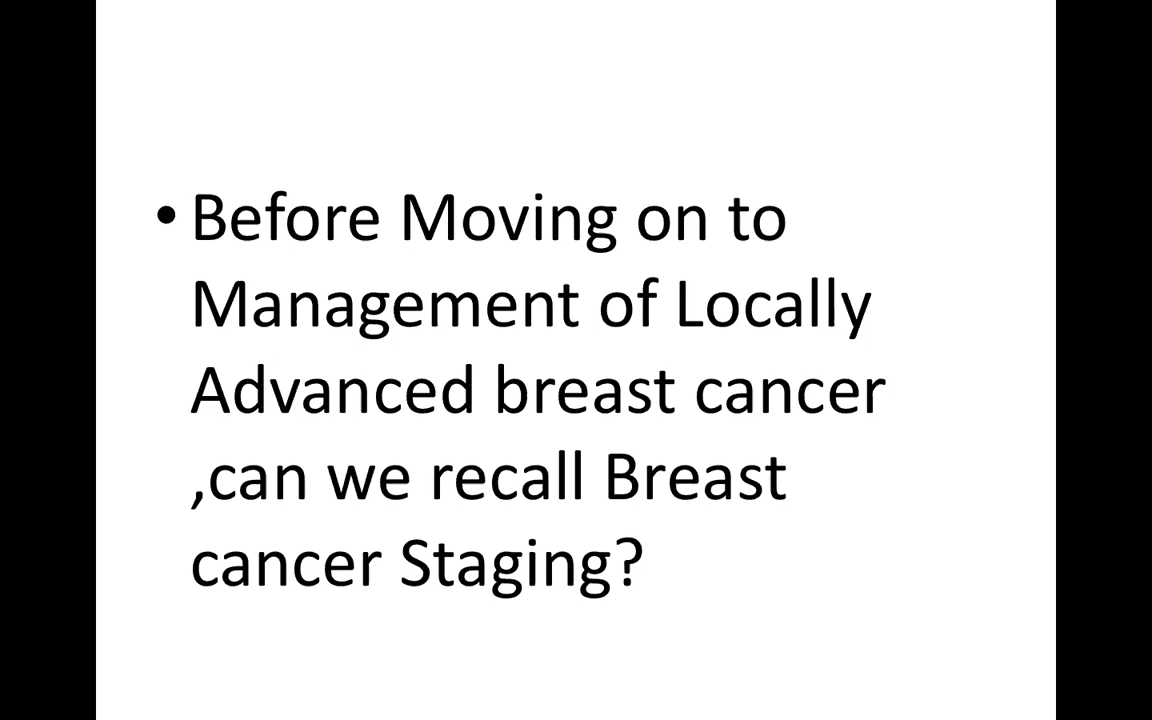 • Before Moving on to
Management of Locally
Advanced breast cancer
,can we recall Breast
cancer Staging?